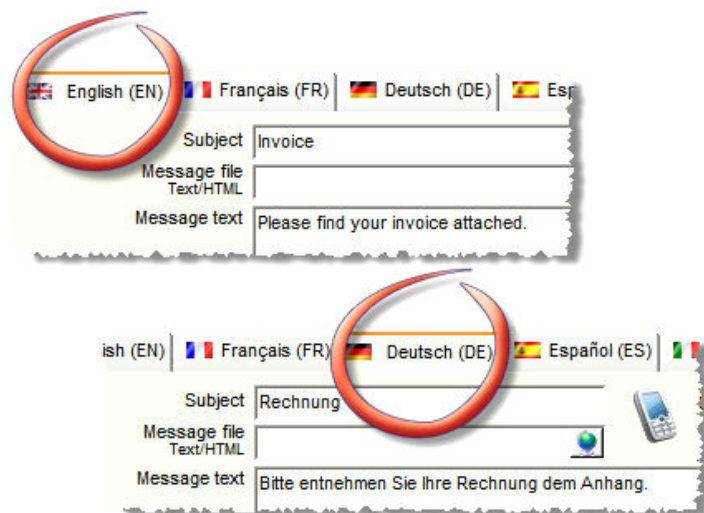 English (EN) Français (FR) Deutsch (DE)
Subject Invoice
Message file
Text/HTML
Message text Please find your invoice attached.
(EN) Français (FR) Deutsch (DE) Español (ES)
Subject Rechnung
Message file
Text/HTML
Message text Bitte entnehmen Sie Ihre Rechnung dem Anhang.